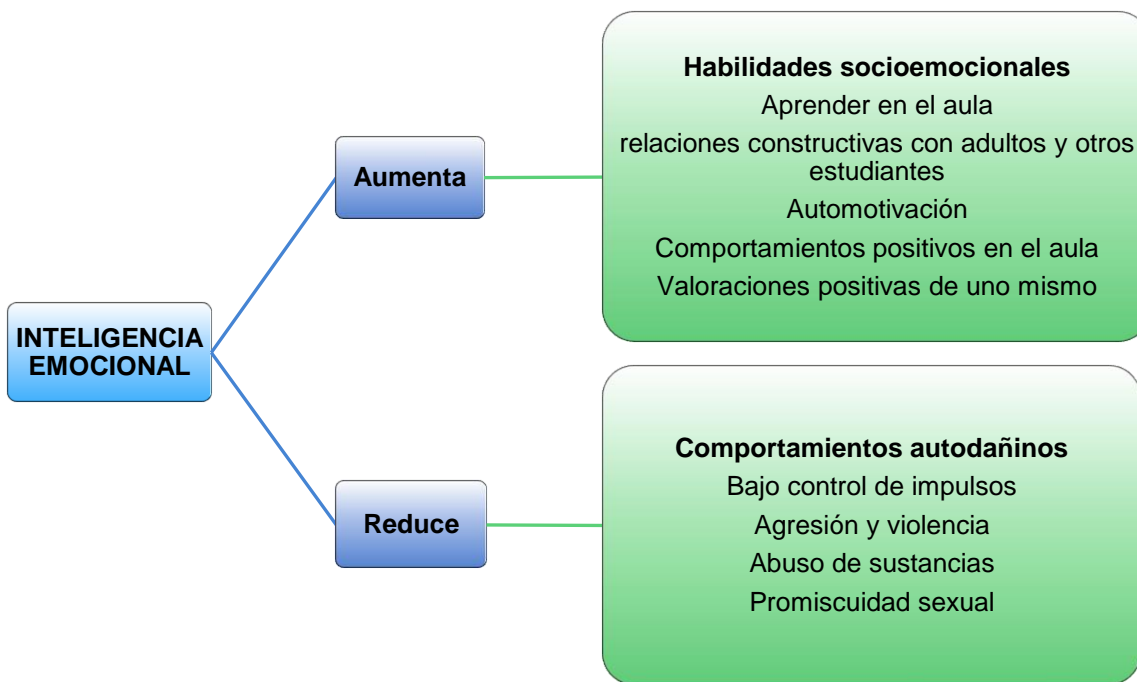 INTELIGENCIA
EMOCIONAL
Aumenta
Habilidades socioemocionales
Aprender en el aula
relaciones constructivas con adultos y otros
estudiantes
Automotivación
Comportamientos positivos en el aula
Valoraciones positivas de uno mismo
Reduce
Comportamientos autodañinos
Bajo control de impulsos
Agresión y violencia
Abuso de sustancias
Promiscuidad sexual